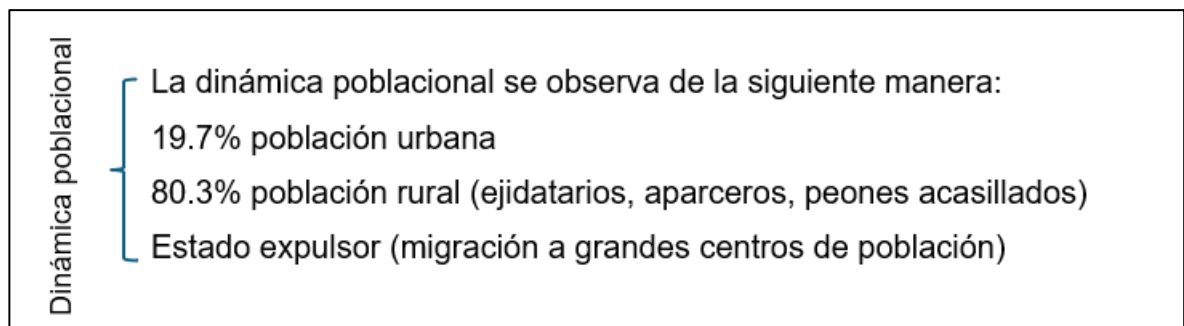 Dinámica poblacional
La dinámica poblacional se observa de la siguiente manera:
19.7% población urbana
80.3% población rural (ejidatarios, aparceros, peones acasillados)
Estado expulsor (migración a grandes centros de población)